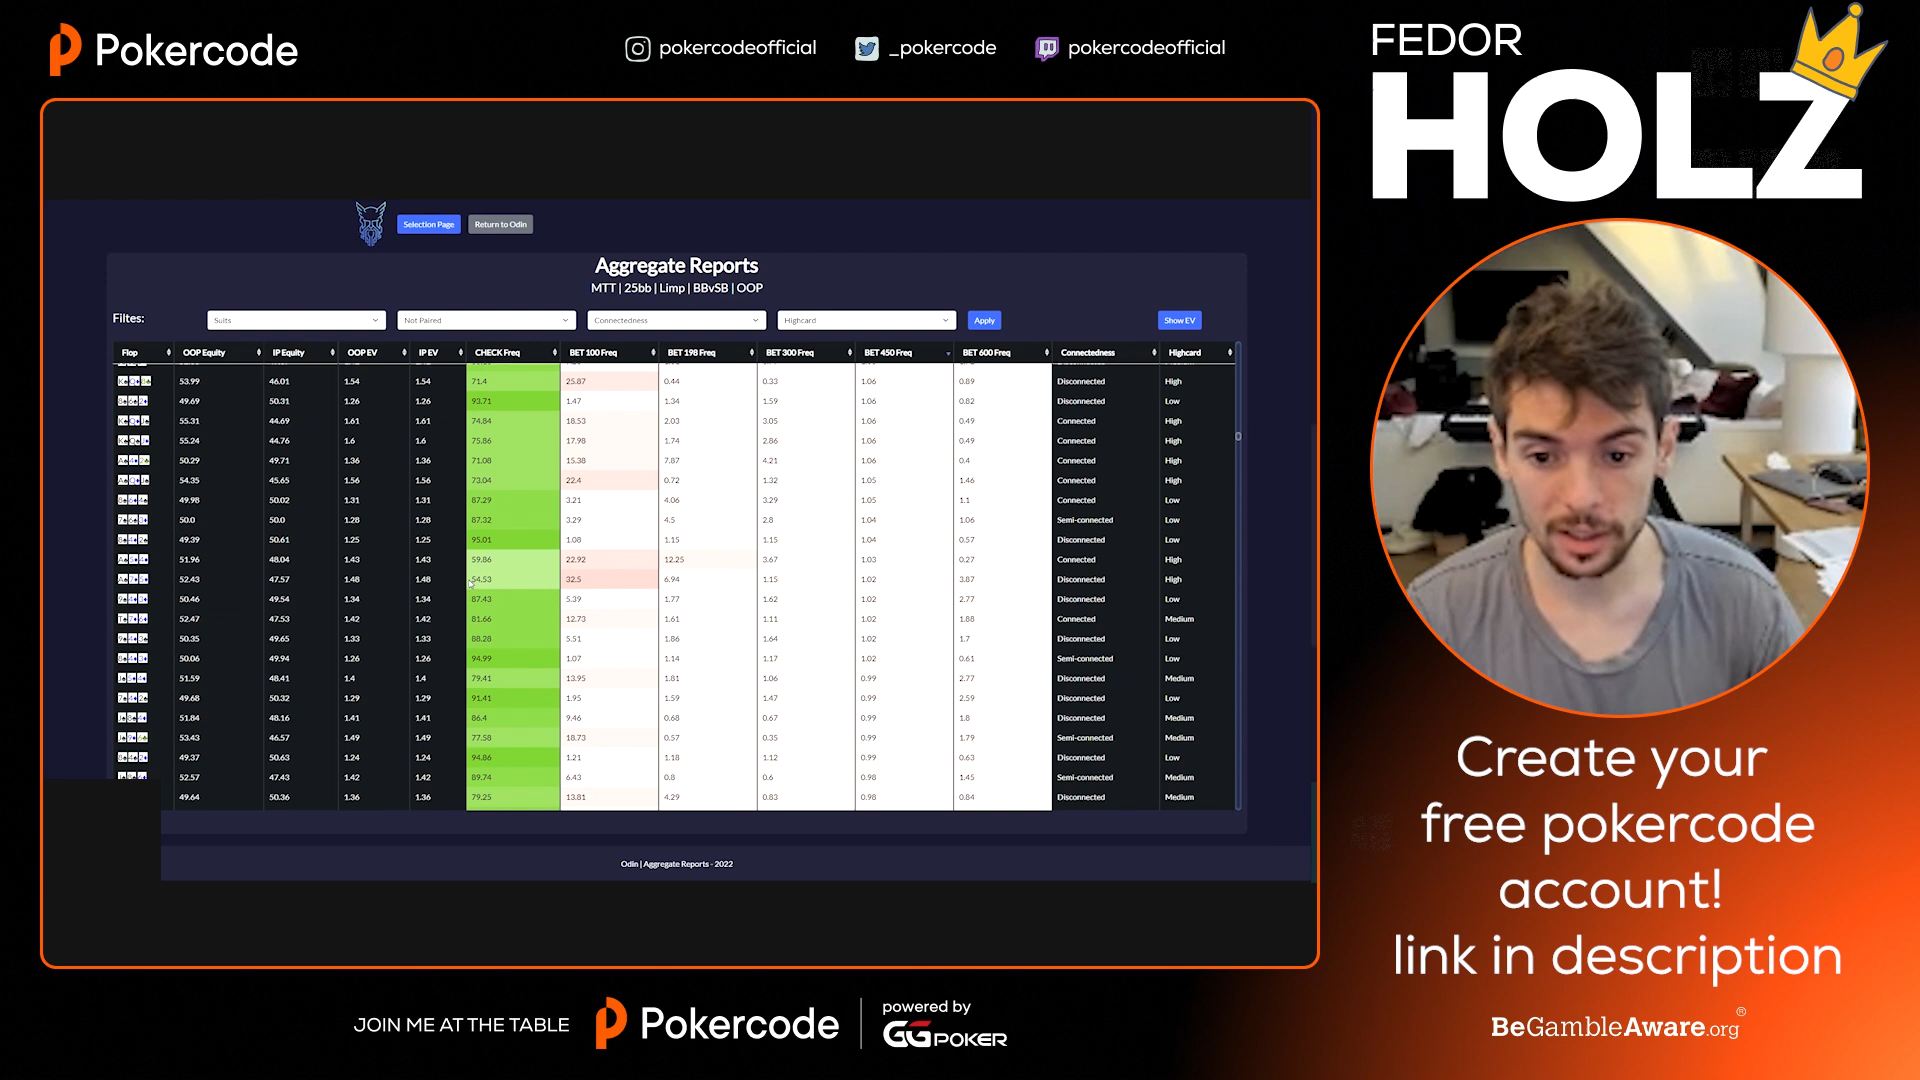 Pokercode
pokercodeofficial
_pokercode
pokercodeofficial
FEDOR
HOLZ
Selection Page
Return to Odin
Aggregate Reports
MTT | 25bb | Limp | BBvSB | OOP
Filtes:
Suits
Not Paired
Connectedness
Highcard
Apply
Show EV
Flop OOP Equity IP Equity OOP EV IP EV CHECK Freq BET 100 Freq BET 198 Freq BET 300 Freq BET 450 Freq BET 600 Freq Connectedness Highcard
53.99 46.01 1.54 1.54 71.4 25.87 0.44 0.33 1.06 0.89 Disconnected High
49.69 50.31 1.26 1.26 93.71 1.47 1.34 1.59 1.06 0.82 Disconnected Low
55.31 44.69 1.61 1.61 74.84 18.53 2.03 3.05 1.06 0.49 Connected High
55.24 44.76 1.6 1.6 75.86 17.98 1.74 2.86 1.06 0.49 Connected High
50.29 49.71 1.36 1.36 71.08 15.38 7.87 4.21 1.06 0.4 Connected High
54.35 45.65 1.56 1.56 73.04 22.4 0.72 1.32 1.05 1.46 Connected High
49.98 50.02 1.31 1.31 87.29 3.21 4.06 3.29 1.05 1.1 Connected Low
50.0 50.0 1.28 1.28 87.32 3.29 4.5 2.8 1.04 1.06 Semi-connected Low
49.39 50.61 1.25 1.25 95.01 1.08 1.15 1.15 1.04 0.57 Disconnected Low
51.96 48.04 1.43 1.43 59.86 22.92 12.25 3.67 1.03 0.27 Connected High
52.43 47.57 1.48 1.48 54.53 32.5 6.94 1.15 1.02 3.87 Disconnected High
50.46 49.54 1.34 1.34 87.43 5.39 1.77 1.62 1.02 2.77 Disconnected Low
52.47 47.53 1.42 1.42 81.66 12.73 1.61 1.11 1.02 1.88 Connected Medium
50.35 49.65 1.33 1.33 88.28 5.51 1.86 1.64 1.02 1.7 Disconnected Low
50.06 49.94 1.26 1.26 94.99 1.07 1.14 1.17 1.02 0.61 Semi-connected Low
51.59 48.41 1.4 1.4 79.41 13.95 1.81 1.06 0.99 2.77 Disconnected Medium
49.68 50.32 1.29 1.29 91.41 1.95 1.59 1.47 0.99 2.59 Disconnected Low
51.84 48.16 1.41 1.41 86.4 9.46 0.68 0.67 0.99 1.8 Disconnected Medium
53.43 46.57 1.49 1.49 77.58 18.73 0.57 0.35 0.99 1.79 Semi-connected Medium
49.37 50.63 1.24 1.24 94.86 1.21 1.18 1.12 0.99 0.63 Disconnected Low
52.57 47.43 1.42 1.42 89.74 6.43 0.8 0.6 0.98 1.45 Semi-connected Medium
49.64 50.36 1.36 1.36 79.25 13.81 4.29 0.83 0.98 0.84 Disconnected Medium
Odin | Aggregate Reports - 2022
Create your
free pokercode
account!
link in description
BeGambleAware.org®
JOIN ME AT THE TABLE
Pokercode
powered by
GGPOKER